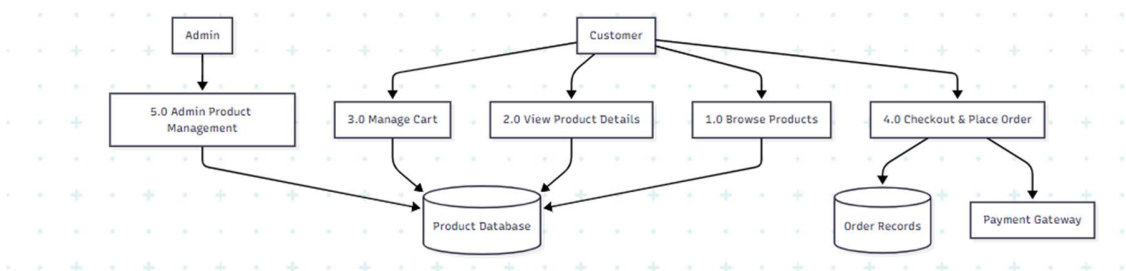 Admin
Customer
5.0 Admin Product
Management
3.0 Manage Cart
2.0 View Product Details
1.0 Browse Products
4.0 Checkout & Place Order
Product Database
Order Records
Payment Gateway